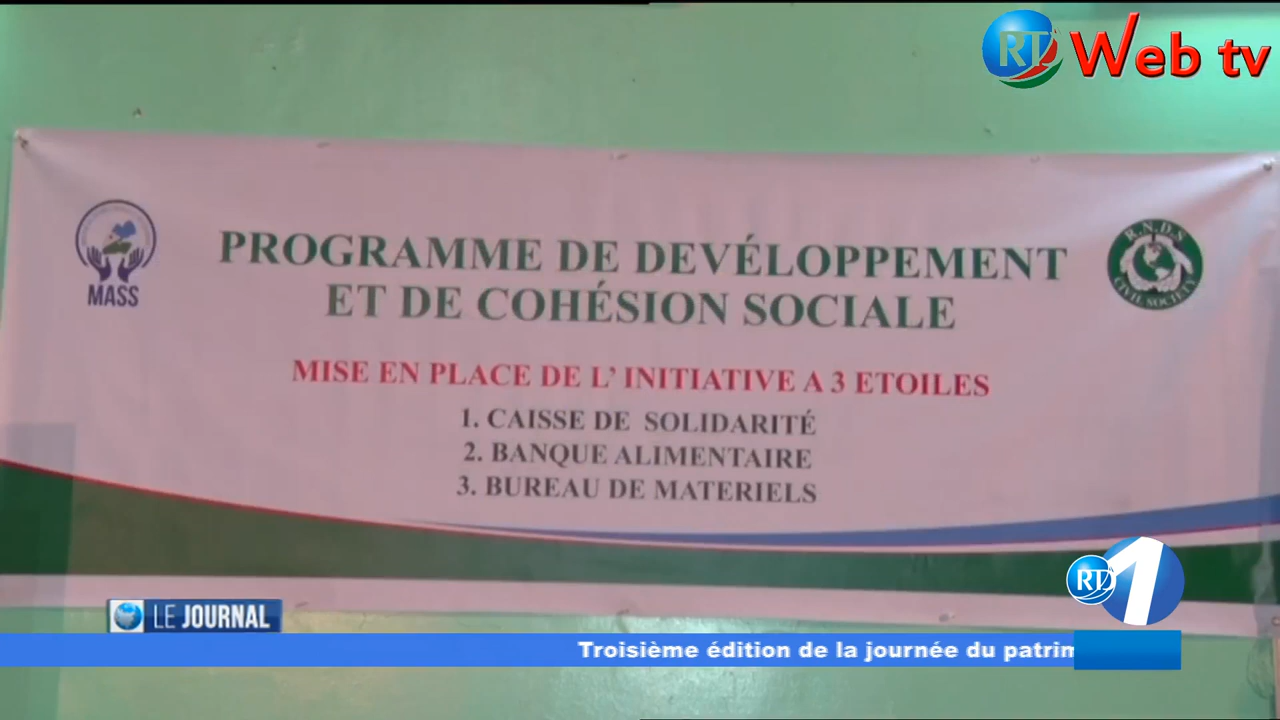 RTD Web tv
PROGRAMME DE DEVÉLOPPEMENT
ET DE COHÉSION SOCIALE
MASS
R.N.D.S
CIVIL SOCIETY
MISE EN PLACE DE L' INITIATIVE A 3 ETOILES
1. CAISSE DE SOLIDARITÉ
2. BANQUE ALIMENTAIRE
3. BUREAU DE MATERIELS
RTD 1
LE JOURNAL
Troisième édition de la journée du patrim